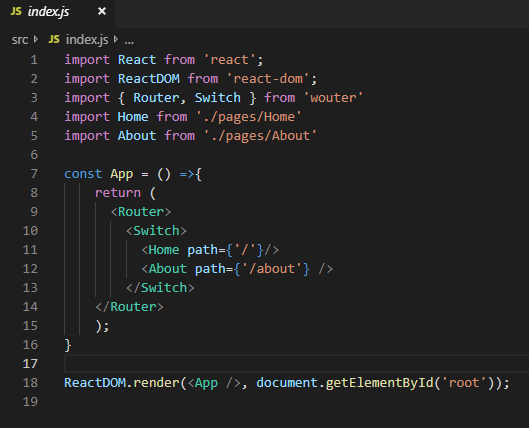 JS index.js ×
src > JS index.js > ...
1 import React from 'react';
2 import ReactDOM from 'react-dom';
3 import { Router, Switch } from 'wouter'
4 import Home from './pages/Home'
5 import About from './pages/About'
6
7 const App = () =>{
8     return (
9       <Router>
10         <Switch>
11           <Home path={'/'}/>
12           <About path={'/about'} />
13         </Switch>
14     </Router>
15     );
16 }
17
18 ReactDOM.render(<App />, document.getElementById('root'));
19